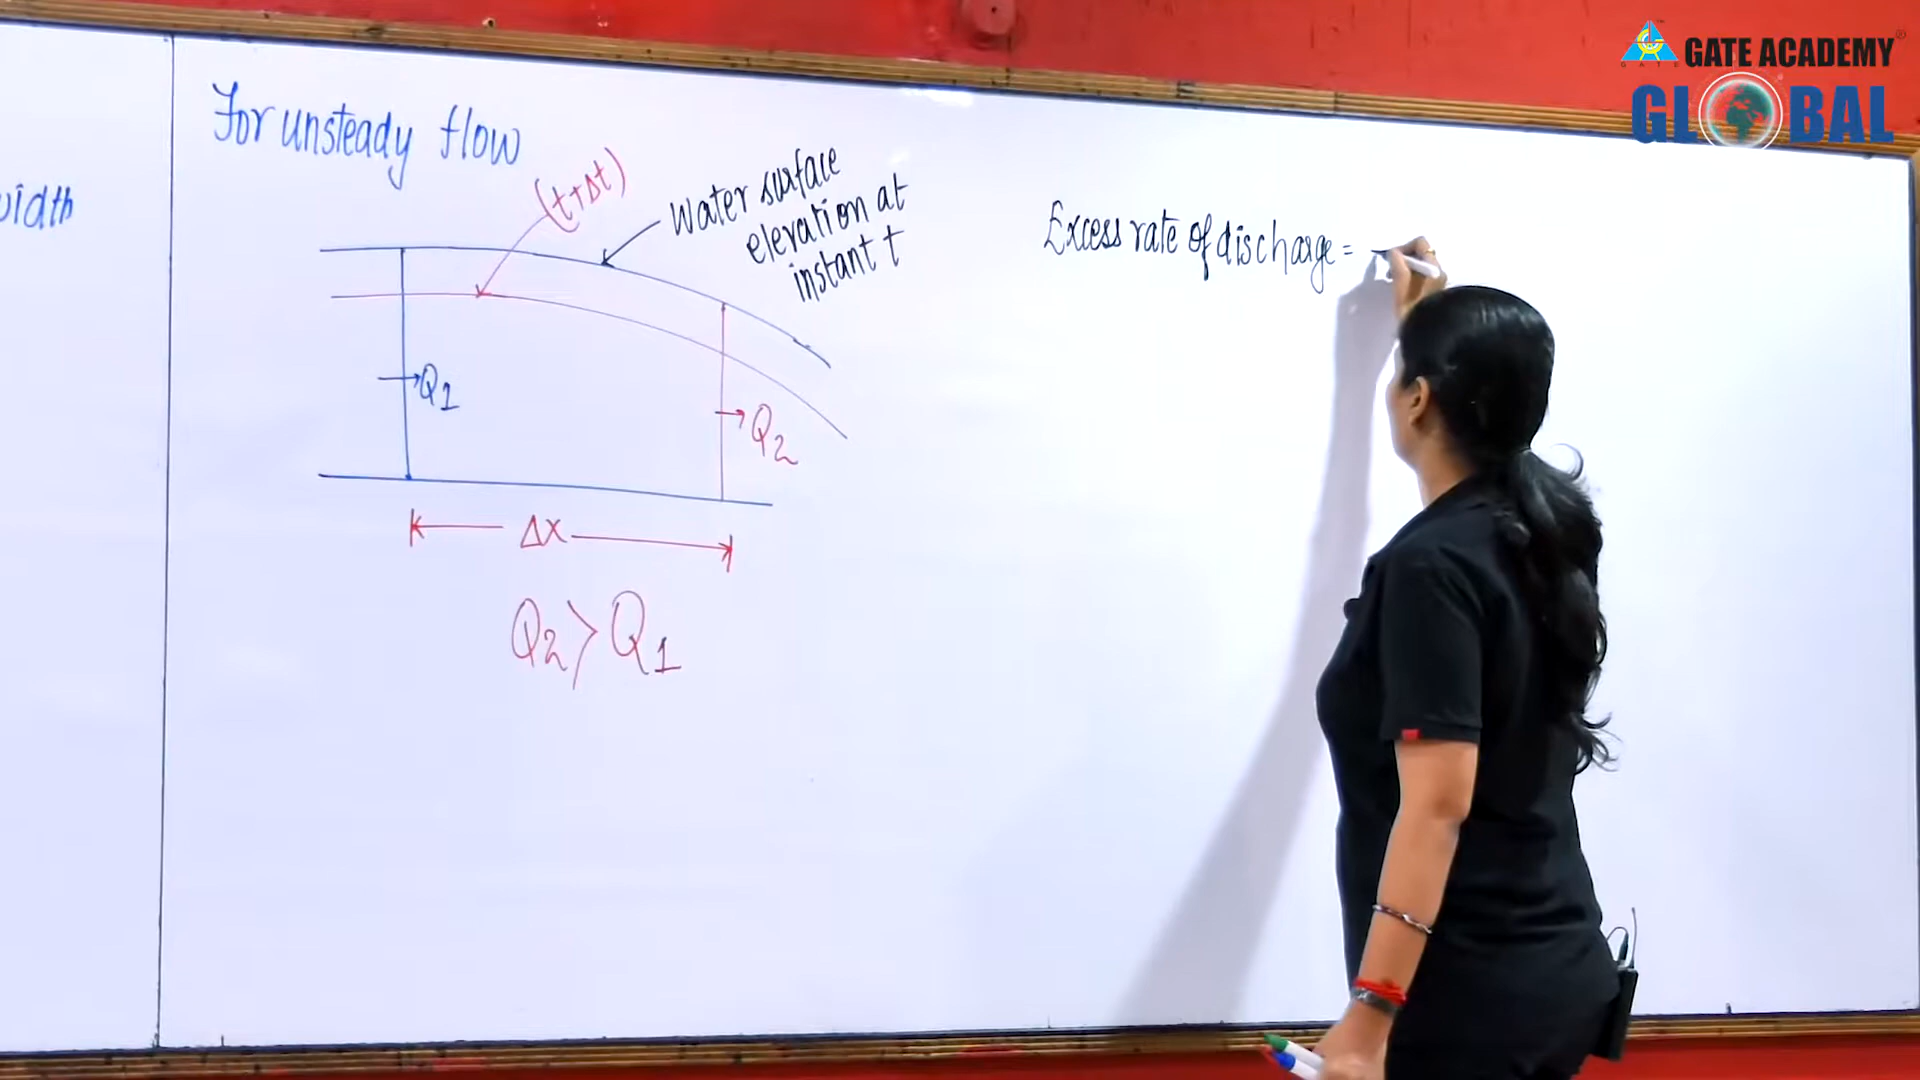 GATE ACADEMY
GLOBAL
For unsteady flow
width
(t+Δt)
Water surface
elevation at
instant t
Q1
Q2
Δx
Q2 > Q1
Excess rate of discharge =